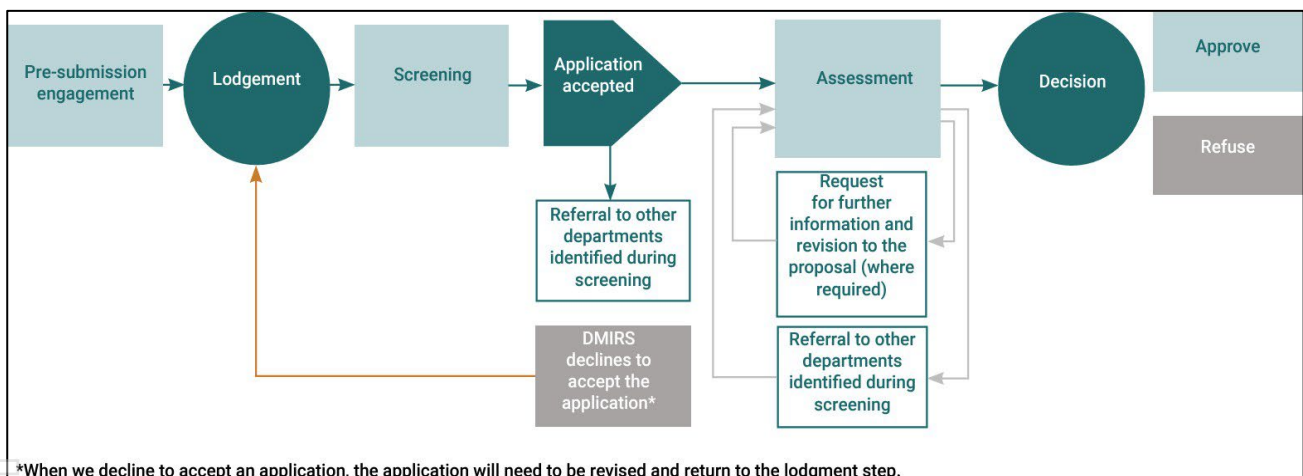 Pre-submission
engagement
Lodgement
Screening
Application
accepted
Assessment
Decision
Approve
Refuse
Referral to other
departments
identified during
screening
Request
for further
information and
revision to the
proposal (where
required)
DMIRS
declines to
accept the
application*
Referral to other
departments
identified during
screening
*When we decline to accept an application, the application will need to be revised and return to the lodgment step.